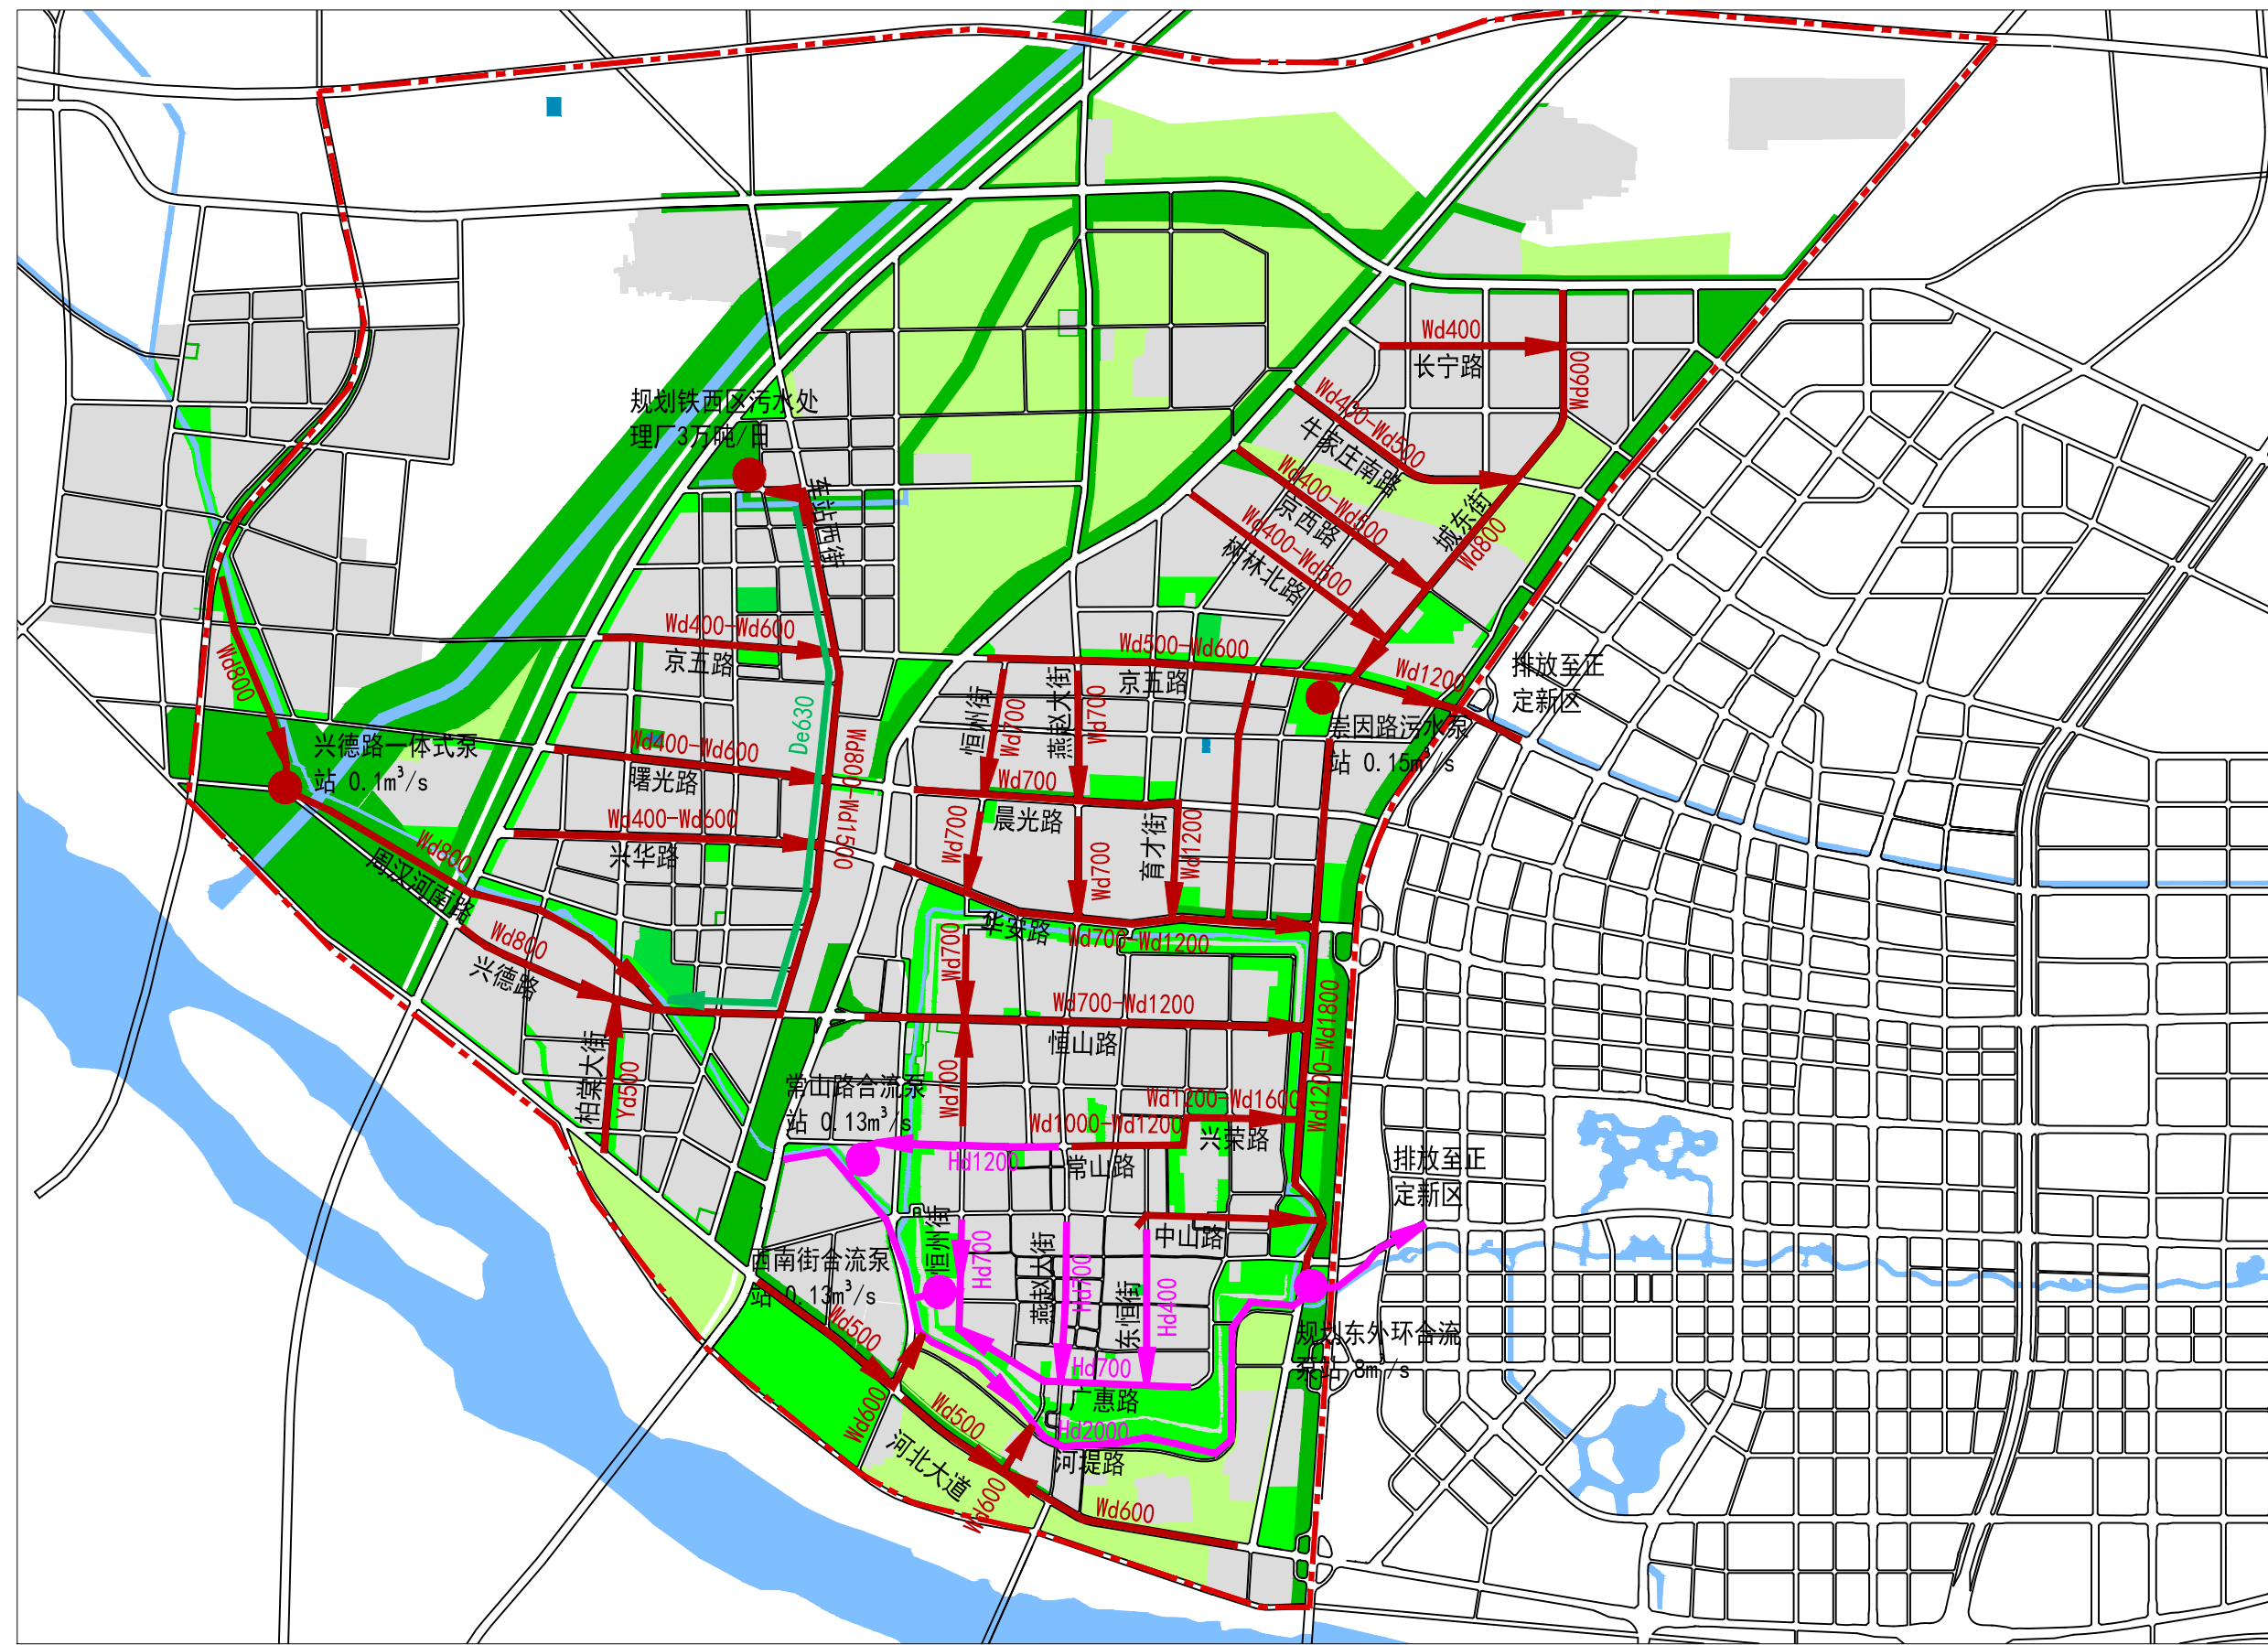 Wd400
长宁路
Wd600
规划铁西区污水处
理厂3万吨/日
Wd400-Wd500
牛家庄南路
Wd400-Wd500
京西路
车站西街
Wd400-Wd500
树林北路
城东街
Wd800
Wd400-Wd600
京五路
Wd500-Wd600
京五路
Wd1200
排放至正
定新区
Wd800
恒州街
Wd700
燕赵大街
Wd700
De630
Wd800-Wd1500
崇因路污水泵
站 0.15m³/s
兴德路一体式泵
站 0.1m³/s
Wd400-Wd600
曙光路
Wd700
晨光路
Wd400-Wd600
兴华路
Wd700
Wd700
育才街
Wd1200
Wd800
周汉河南路
Wd800
兴德路
华安路
Wd700-Wd1200
Wd700
Wd700-Wd1200
恒山路
Wd1200-Wd1800
柏棠大街
Yd500
常山路合流泵
站 0.13m³/s
Wd700
Wd1200-Wd1600
Wd1000-Wd1200
兴荣路
Hd1200
常山路
排放至正
定新区
中山路
恒州街
Hd700
燕赵大街
Hd700
东恒街
Hd400
西南街合流泵
站 0.13m³/s
Wd500
规划东外环合流
泵站 8m³/s
Hd700
广惠路
Wd600
Wd500
Hd2000
河堤路
河北大道
Wd600
Wd600